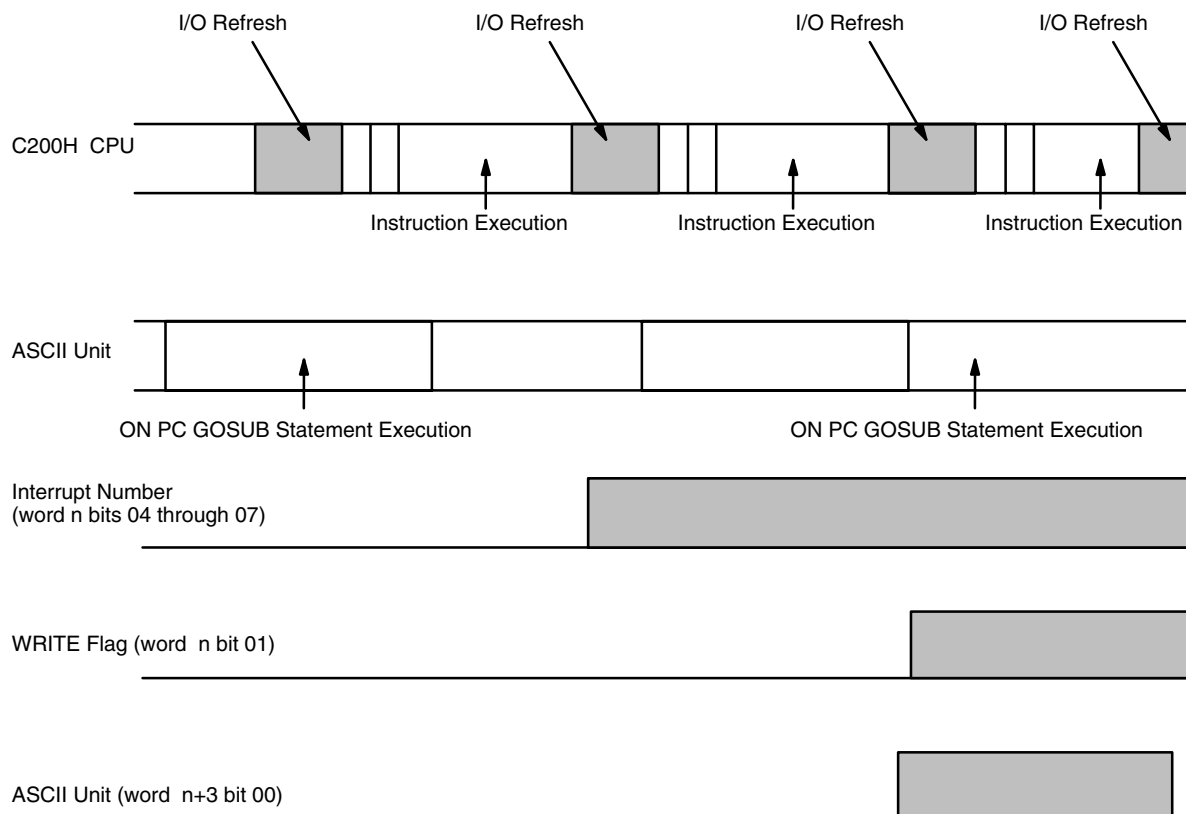 I/O Refresh I/O Refresh I/O Refresh I/O Refresh
C200H CPU
Instruction Execution Instruction Execution Instruction Execution
ASCII Unit
ON PC GOSUB Statement Execution ON PC GOSUB Statement Execution
Interrupt Number
(word n bits 04 through 07)
WRITE Flag (word n bit 01)
ASCII Unit (word n+3 bit 00)